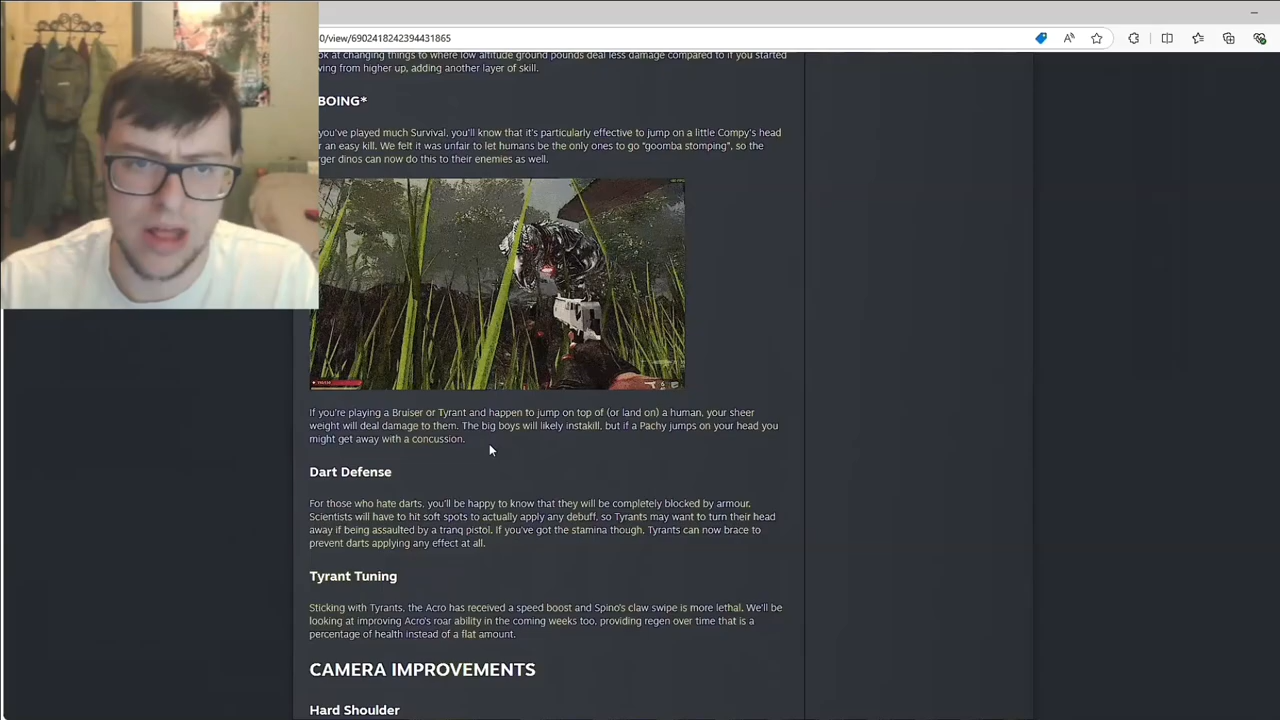 /view/6902418242394431865
ok at changing things to where low altitude ground pounds deal less damage compared to if you started
ving from higher up, adding another layer of skill.
BOING*
you've played much Survival, you'll know that it's particularly effective to jump on a little Compy's head
r an easy kill. We felt it was unfair to let humans be the only ones to go "goomba stomping", so the
rger dinos can now do this to their enemies as well.
If you're playing a Bruiser or Tyrant and happen to jump on top of (or land on) a human, your sheer
weight will deal damage to them. The big boys will likely instakill, but if a Pachy jumps on your head you
might get away with a concussion.
Dart Defense
For those who hate darts, you'll be happy to know that they will be completely blocked by armour.
Scientists will have to hit soft spots to actually apply any debuff, so Tyrants may want to turn their head
away if being assaulted by a tranq pistol. If you've got the stamina though, Tyrants can now brace to
prevent darts applying any effect at all.
Tyrant Tuning
Sticking with Tyrants, the Acro has received a speed boost and Spino's claw swipe is more lethal. We'll be
looking at improving Acro's roar ability in the coming weeks too, providing regen over time that is a
percentage of health instead of a flat amount.
CAMERA IMPROVEMENTS
Hard Shoulder